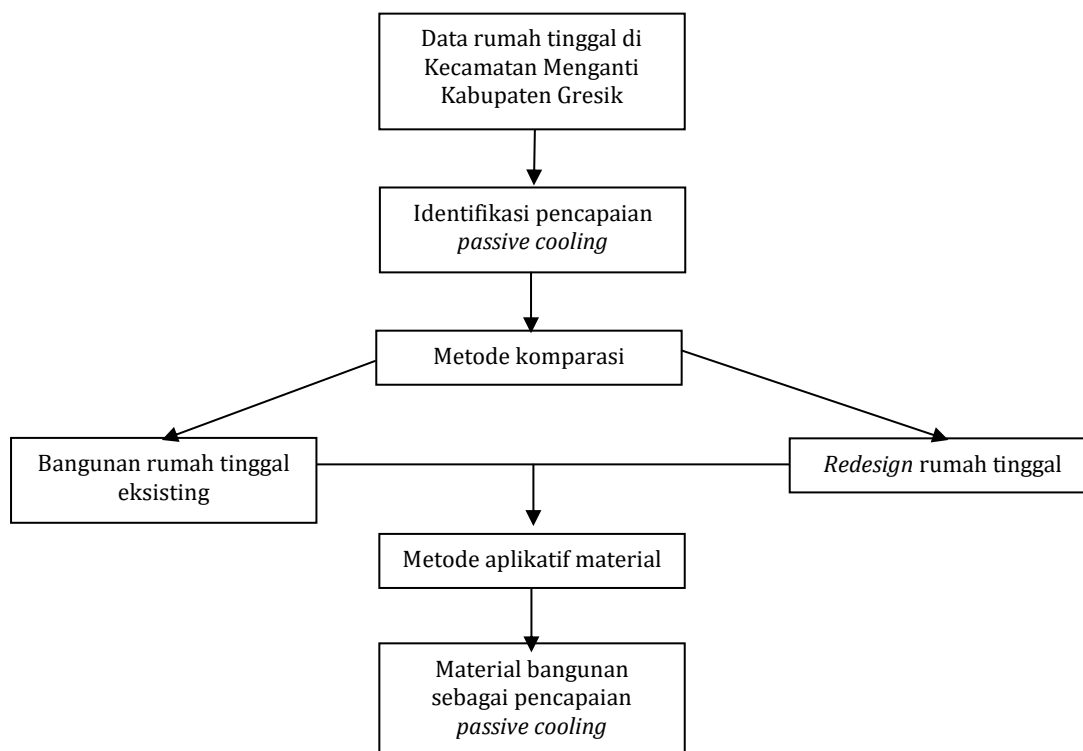 Data rumah tinggal di
Kecamatan Menganti
Kabupaten Gresik
Identifikasi pencapaian
passive cooling
Metode komparasi
Bangunan rumah tinggal
eksisting
Redesign rumah tinggal
Metode aplikatif material
Material bangunan
sebagai pencapaian
passive cooling